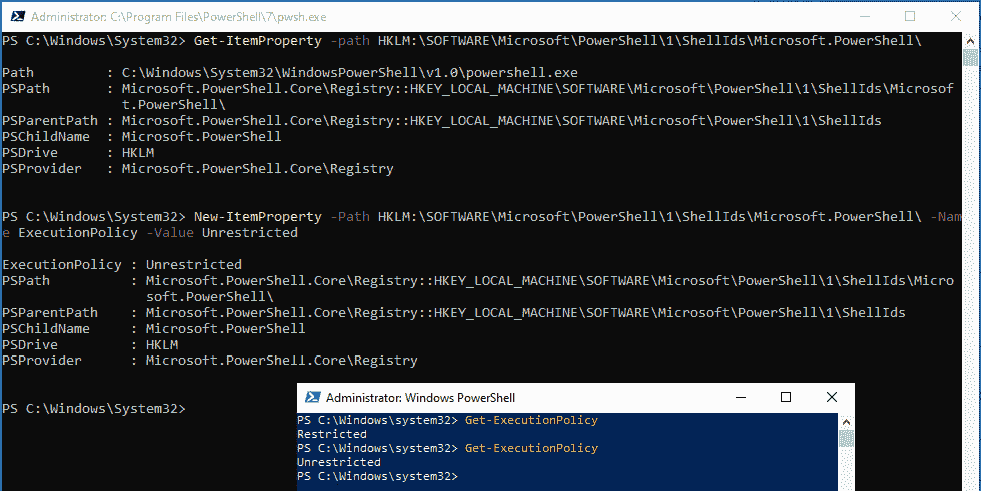 Administrator: C:\Program Files\PowerShell\7\pwsh.exe
PS C:\Windows\System32> Get-ItemProperty -path HKLM:\SOFTWARE\Microsoft\PowerShell\1\ShellIds\Microsoft.PowerShell\
Path         : C:\Windows\System32\WindowsPowerShell\v1.0\powershell.exe
PSPath       : Microsoft.PowerShell.Core\Registry::HKEY_LOCAL_MACHINE\SOFTWARE\Microsoft\PowerShell\1\ShellIds\Microsof
               t.PowerShell\
PSParentPath : Microsoft.PowerShell.Core\Registry::HKEY_LOCAL_MACHINE\SOFTWARE\Microsoft\PowerShell\1\ShellIds
PSChildName  : Microsoft.PowerShell
PSDrive      : HKLM
PSProvider   : Microsoft.PowerShell.Core\Registry
PS C:\Windows\System32> New-ItemProperty -Path HKLM:\SOFTWARE\Microsoft\PowerShell\1\ShellIds\Microsoft.PowerShell\ -Nam
e ExecutionPolicy -Value Unrestricted
ExecutionPolicy : Unrestricted
PSPath          : Microsoft.PowerShell.Core\Registry::HKEY_LOCAL_MACHINE\SOFTWARE\Microsoft\PowerShell\1\ShellIds\Micro
                  soft.PowerShell\
PSParentPath    : Microsoft.PowerShell.Core\Registry::HKEY_LOCAL_MACHINE\SOFTWARE\Microsoft\PowerShell\1\ShellIds
PSChildName     : Microsoft.PowerShell
PSDrive         : HKLM
PSProvider      : Microsoft.PowerShell.Core\Registry
PS C:\Windows\System32>
Administrator: Windows PowerShell
PS C:\Windows\system32> Get-ExecutionPolicy
Restricted
PS C:\Windows\system32> Get-ExecutionPolicy
Unrestricted
PS C:\Windows\system32>